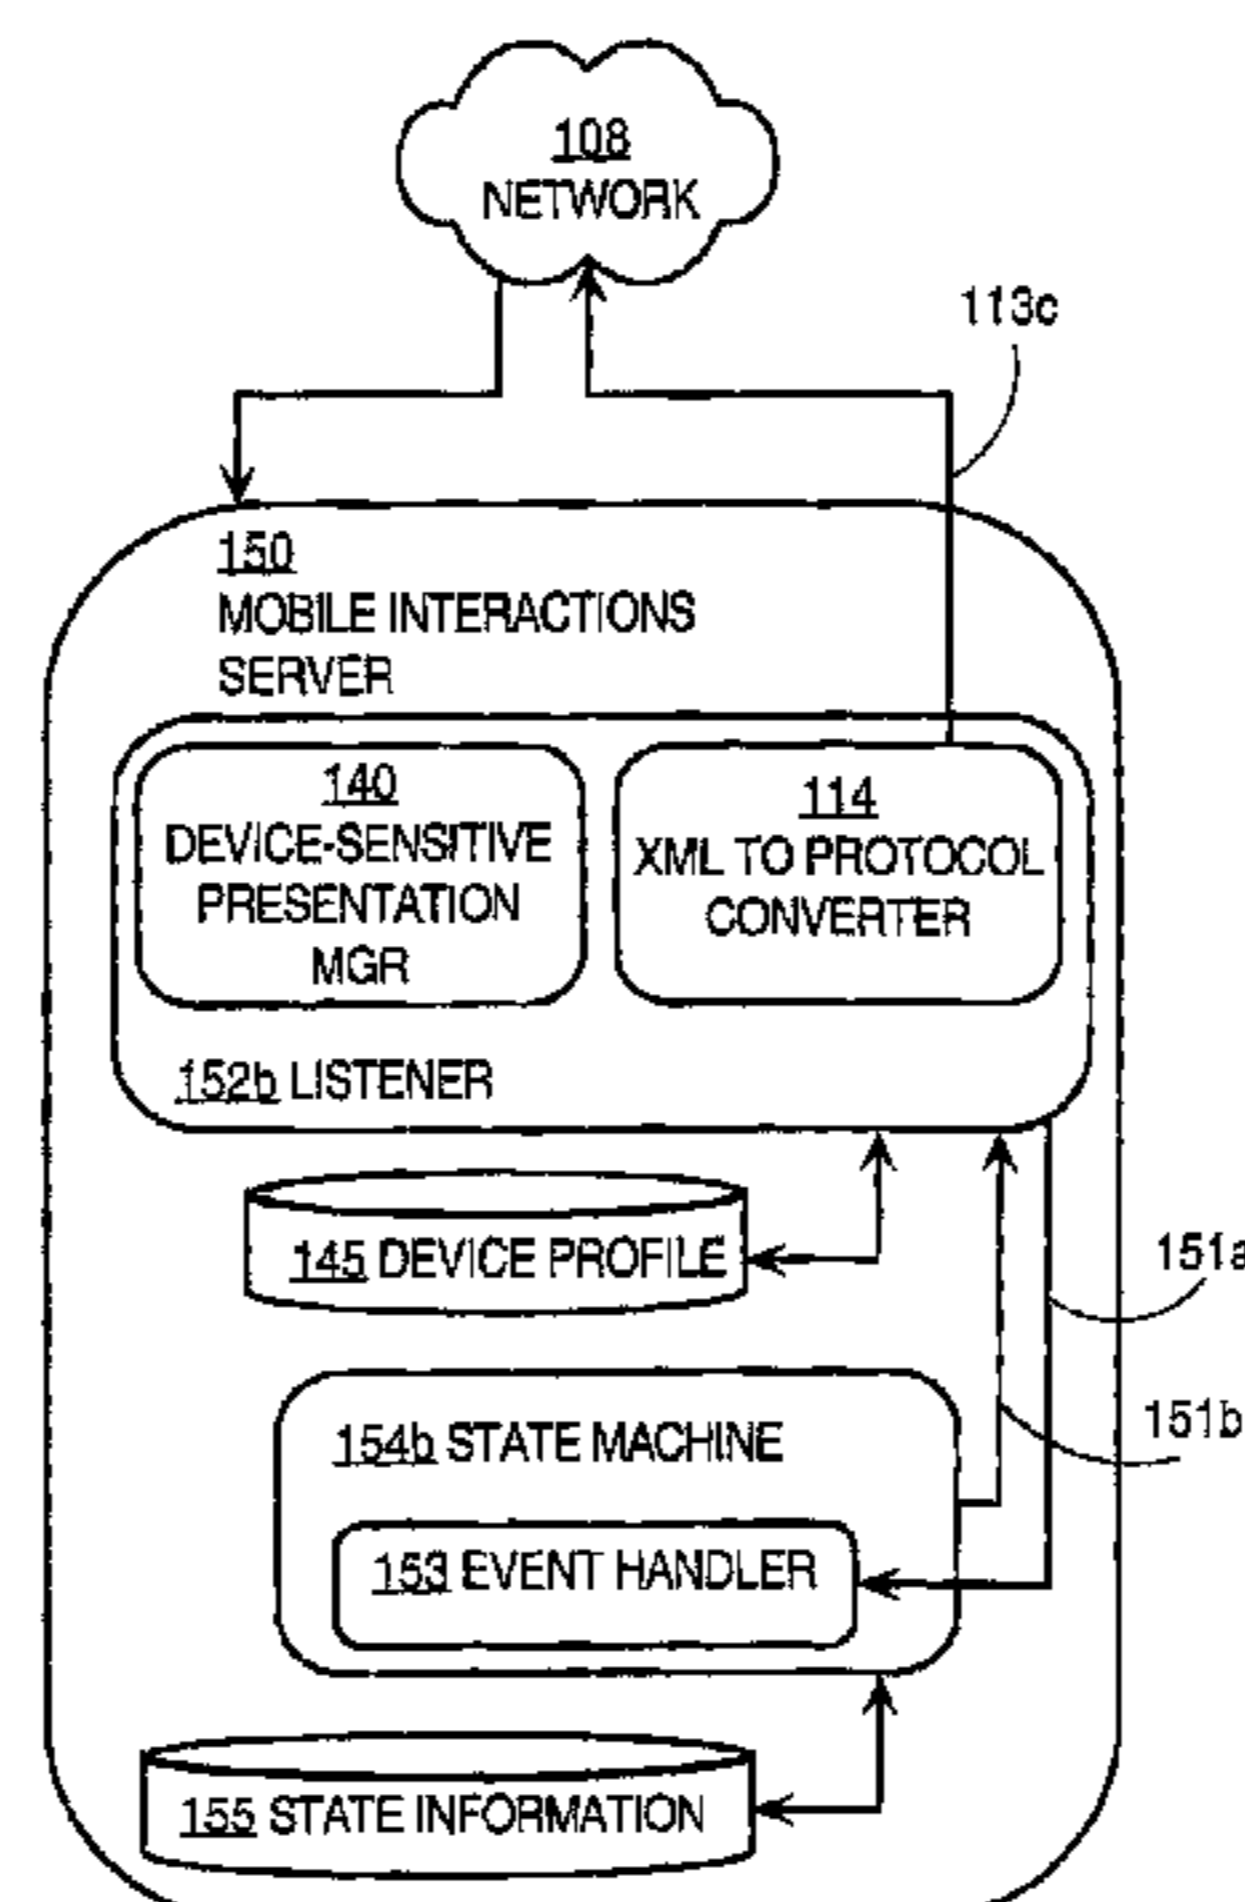 108
NETWORK
113c
150
MOBILE INTERACTIONS
SERVER
140
DEVICE-SENSITIVE
PRESENTATION
MGR
114
XML TO PROTOCOL
CONVERTER
152b LISTENER
145 DEVICE PROFILE
151a
154b STATE MACHINE
151b
153 EVENT HANDLER
155 STATE INFORMATION